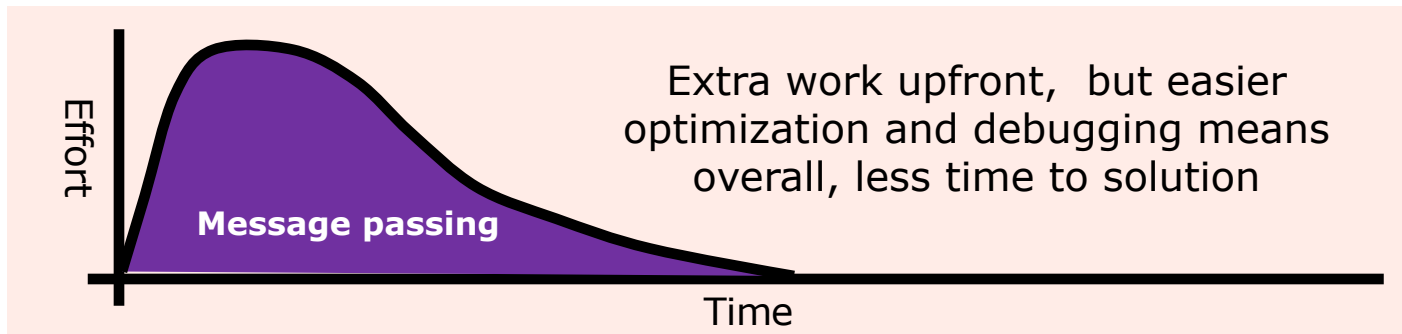 Effort
Extra work upfront,  but easier
optimization and debugging means
overall, less time to solution
Message passing
Time